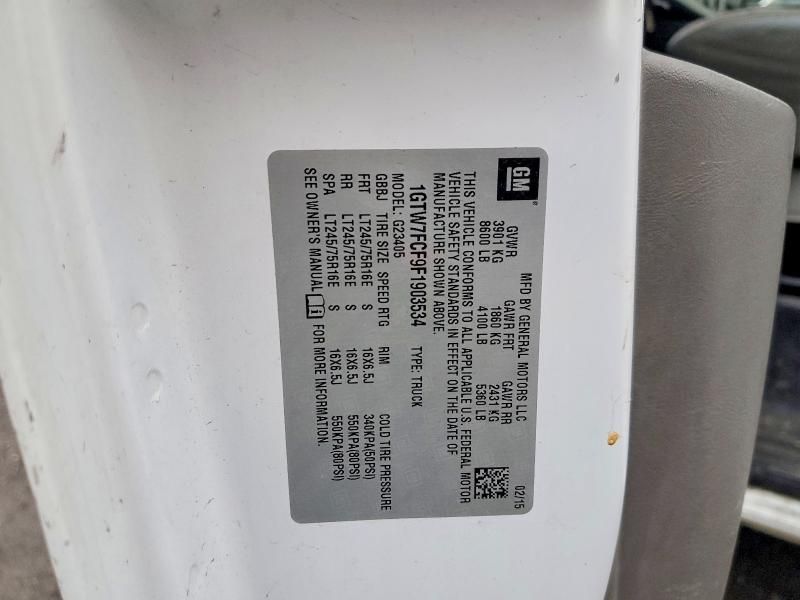 GM
MFD BY GENERAL MOTORS LLC 02/15
GVWR GAWR FRT GAWR RR
3901 KG 1860 KG 2431 KG
8600 LB 4100 LB 5360 LB
THIS VEHICLE CONFORMS TO ALL APPLICABLE U.S. FEDERAL MOTOR
VEHICLE SAFETY STANDARDS IN EFFECT ON THE DATE OF
MANUFACTURE SHOWN ABOVE.
1GTW7FCF9F1903534 TYPE: TRUCK
MODEL: G23405
GBBJ TIRE SIZE SPEED RTG RIM COLD TIRE PRESSURE
FRT LT245/75R16E S 16X6.5J 340KPA(50PSI)
RR LT245/75R16E S 16X6.5J 550KPA(80PSI)
SPA LT245/75R16E S 16X6.5J 550KPA(80PSI)
SEE OWNER'S MANUAL i FOR MORE INFORMATION.